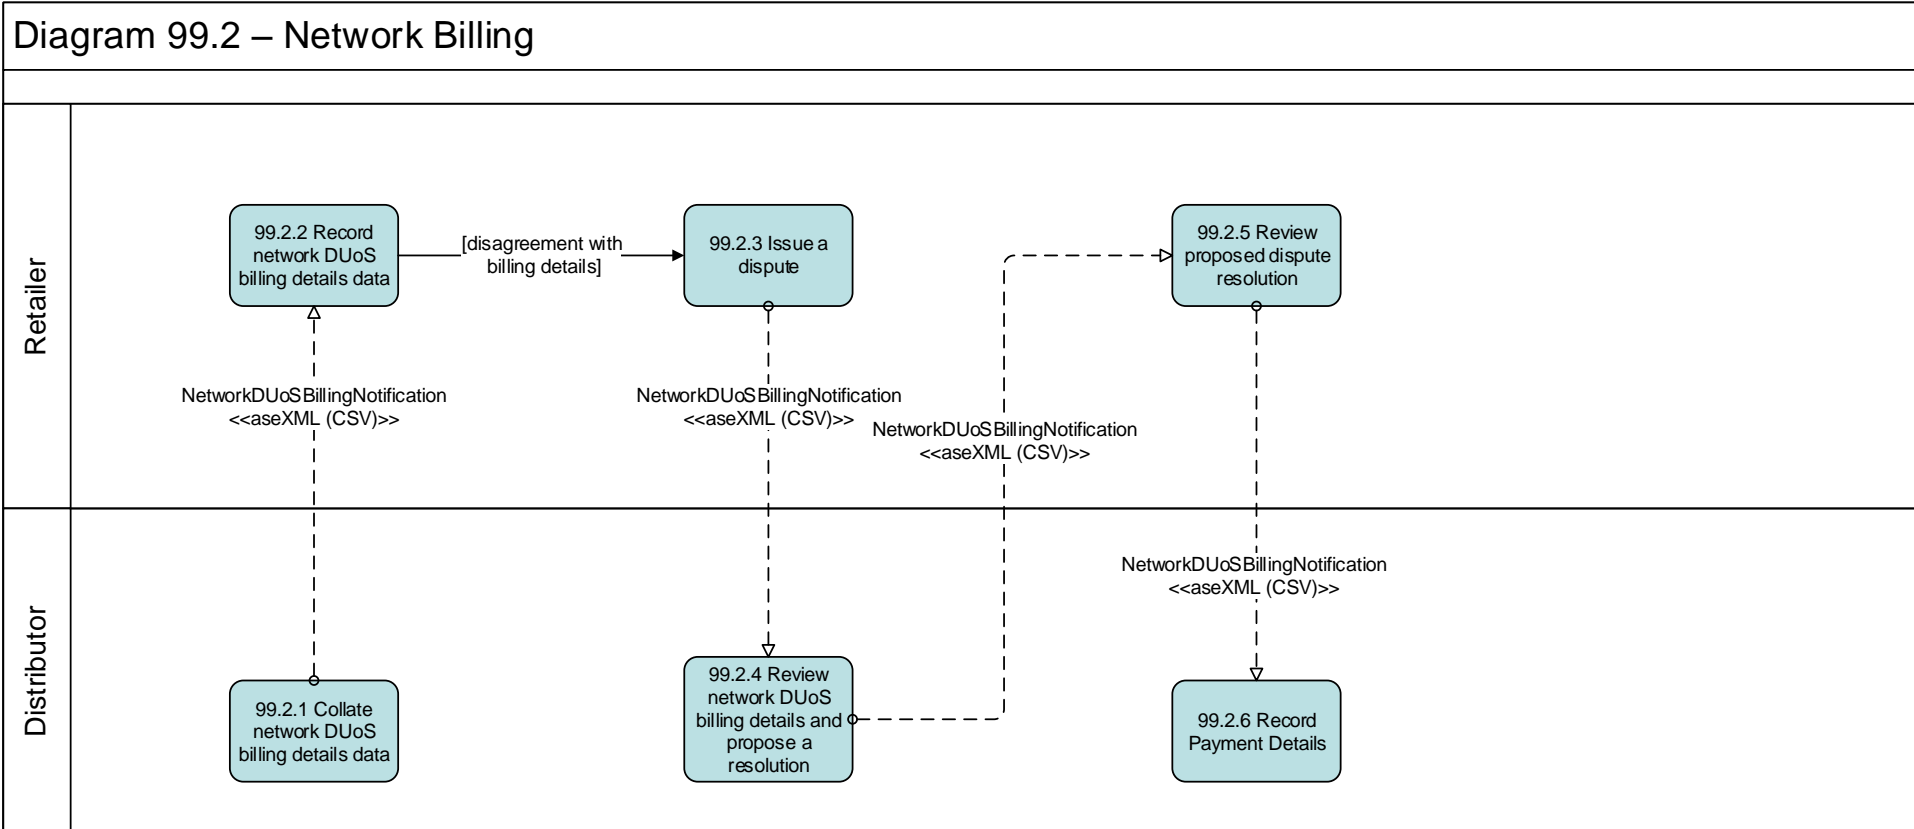 Diagram 99.2 – Network Billing
Retailer
99.2.2 Record
network DUoS
billing details data
[disagreement with
billing details]
99.2.3 Issue a
dispute
99.2.5 Review
proposed dispute
resolution
NetworkDUoSBillingNotification
<<aseXML (CSV)>>
NetworkDUoSBillingNotification
<<aseXML (CSV)>>
NetworkDUoSBillingNotification
<<aseXML (CSV)>>
Distributor
NetworkDUoSBillingNotification
<<aseXML (CSV)>>
99.2.1 Collate
network DUoS
billing details data
99.2.4 Review
network DUoS
billing details and
propose a
resolution
99.2.6 Record
Payment Details